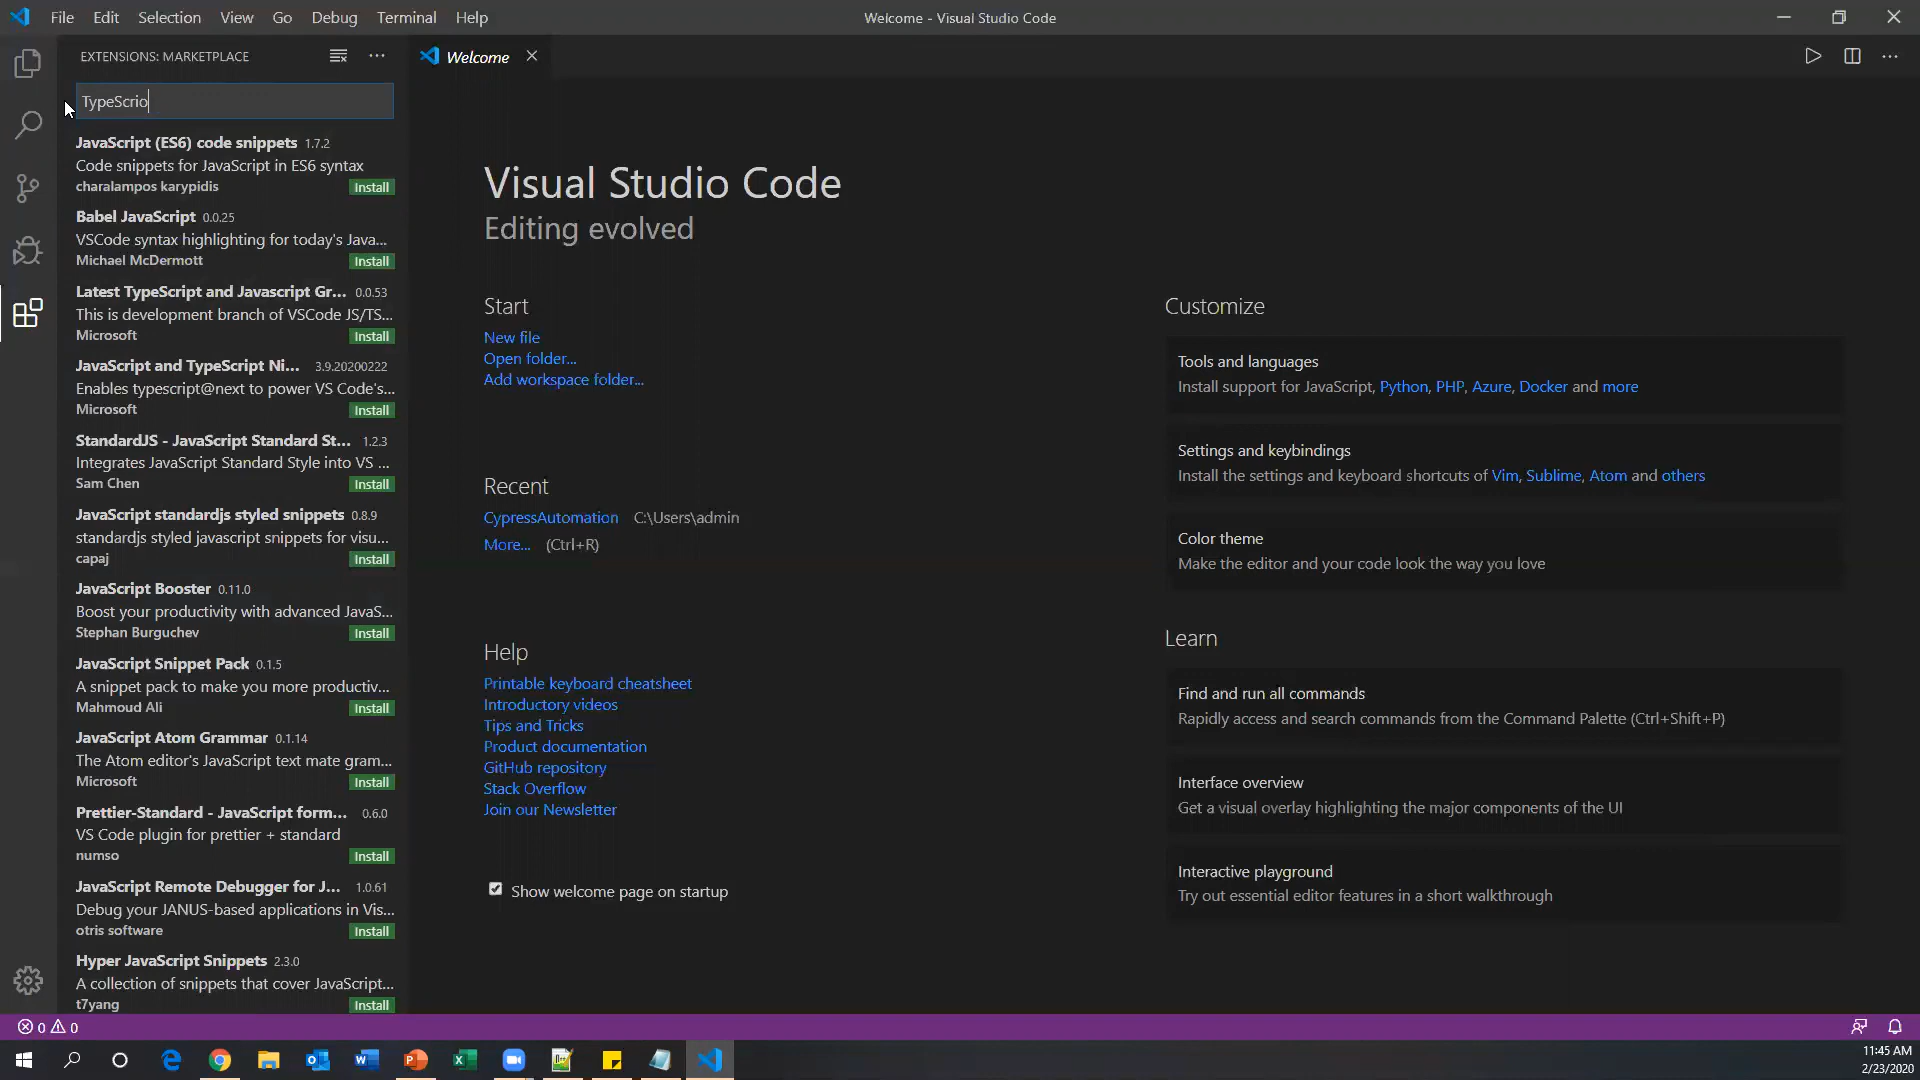 File Edit Selection View Go Debug Terminal Help
Welcome - Visual Studio Code
EXTENSIONS: MARKETPLACE
Welcome
TypeScrio
JavaScript (ES6) code snippets 1.7.2
Code snippets for JavaScript in ES6 syntax
charalampos karypidis Install
Babel JavaScript 0.0.25
VSCode syntax highlighting for today's Java...
Michael McDermott Install
Latest TypeScript and Javascript Gr... 0.0.53
This is development branch of VSCode JS/TS...
Microsoft Install
JavaScript and TypeScript Ni... 3.9.20200222
Enables typescript@next to power VS Code's...
Microsoft Install
StandardJS - JavaScript Standard St... 1.2.3
Integrates JavaScript Standard Style into VS ...
Sam Chen Install
JavaScript standardjs styled snippets 0.8.9
standardjs styled javascript snippets for visu...
capaj Install
JavaScript Booster 0.11.0
Boost your productivity with advanced JavaS...
Stephan Burguchev Install
JavaScript Snippet Pack 0.1.5
A snippet pack to make you more productiv...
Mahmoud Ali Install
JavaScript Atom Grammar 0.1.14
The Atom editor's JavaScript text mate gram...
Microsoft Install
Prettier-Standard - JavaScript form... 0.6.0
VS Code plugin for prettier + standard
numso Install
JavaScript Remote Debugger for J... 1.0.61
Debug your JANUS-based applications in Vis...
otris software Install
Hyper JavaScript Snippets 2.3.0
A collection of snippets that cover JavaScript...
t7yang Install
Visual Studio Code
Editing evolved
Start
New file
Open folder...
Add workspace folder...
Recent
CypressAutomation C:\Users\admin
More... (Ctrl+R)
Help
Printable keyboard cheatsheet
Introductory videos
Tips and Tricks
Product documentation
GitHub repository
Stack Overflow
Join our Newsletter
Show welcome page on startup
Customize
Tools and languages
Install support for JavaScript, Python, PHP, Azure, Docker and more
Settings and keybindings
Install the settings and keyboard shortcuts of Vim, Sublime, Atom and others
Color theme
Make the editor and your code look the way you love
Learn
Find and run all commands
Rapidly access and search commands from the Command Palette (Ctrl+Shift+P)
Interface overview
Get a visual overlay highlighting the major components of the UI
Interactive playground
Try out essential editor features in a short walkthrough
0 0
11:45 AM
2/23/2020